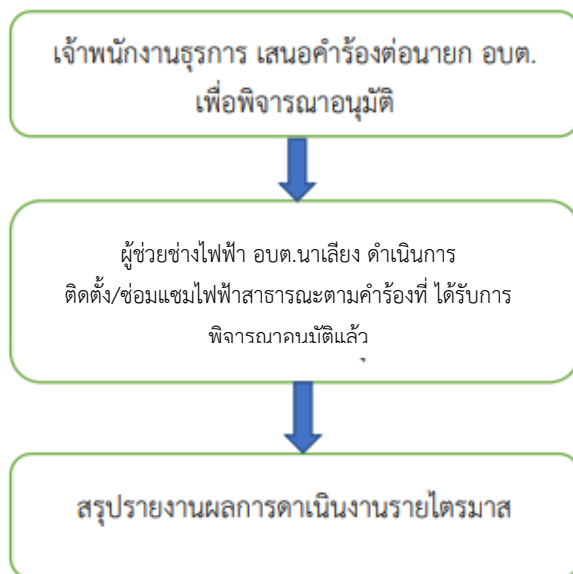 เจ้าพนักงานธุรการ เสนอคำร้องต่อนายก อบต.
เพื่อพิจารณาอนุมัติ
ผู้ช่วยช่างไฟฟ้า อบต.นาเลียง ดำเนินการ
ติดตั้ง/ซ่อมแซมไฟฟ้าสาธารณะตามคำร้องที่ ได้รับการ
พิจารณาอนุมัติแล้ว
สรุปรายงานผลการดาเนินงานรายไตรมาส